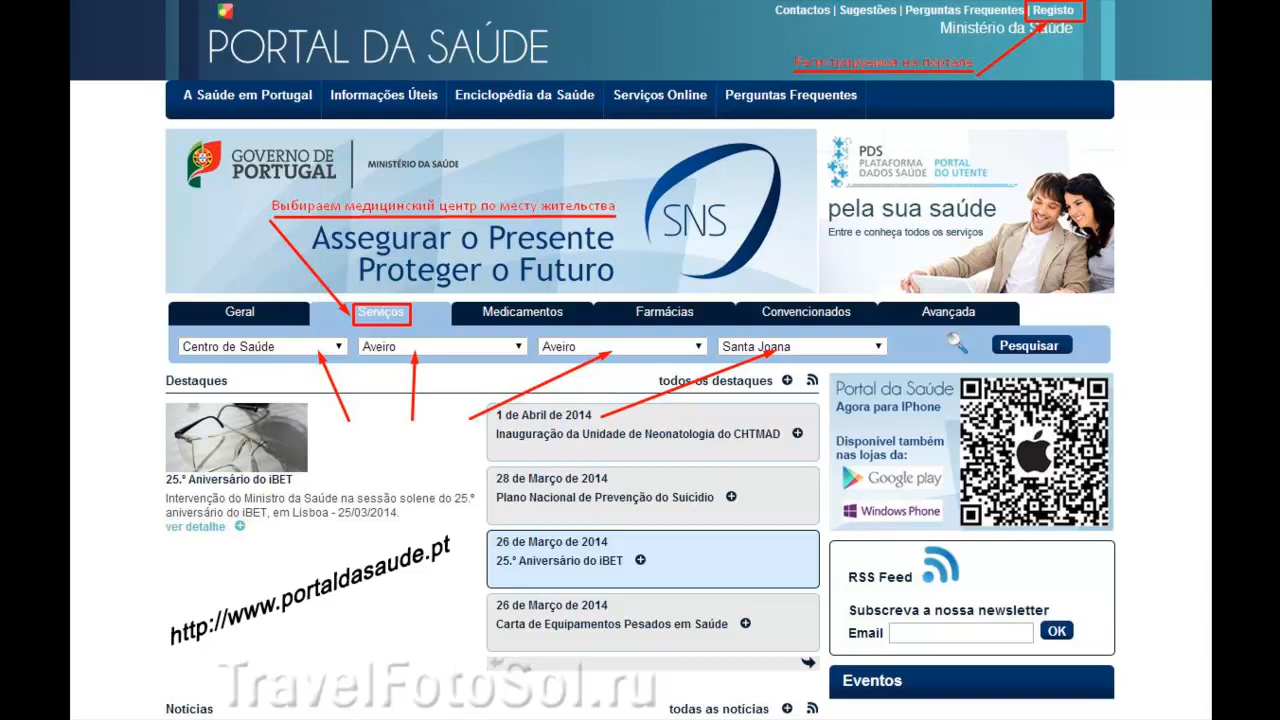 Contactos | Sugestões | Perguntas Frequentes | Registo
Ministério da Saúde
PORTAL DA SAÚDE
Регистрируемся на портале
A Saúde em Portugal
Informações Úteis
Enciclopédia da Saúde
Serviços Online
Perguntas Frequentes
GOVERNO DE
PORTUGAL
MINISTÉRIO DA SAÚDE
Выбираем медицинский центр по месту жительства
Assegurar o Presente
Proteger o Futuro
SNS
PDS
PLATAFORMA
DADOS SAÚDE
PORTAL
DO UTENTE
pela sua saúde
Entre e conheça todos os serviços
Geral
Serviços
Medicamentos
Farmácias
Convencionados
Avançada
Centro de Saúde
Aveiro
Aveiro
Santa Joana
Pesquisar
Destaques
todos os destaques
25.º Aniversário do iBET
Intervenção do Ministro da Saúde na sessão solene do 25.º
aniversário do iBET, em Lisboa - 25/03/2014.
ver detalhe
http://www.portaldasaude.pt
1 de Abril de 2014
Inauguração da Unidade de Neonatologia do CHTMAD
28 de Março de 2014
Plano Nacional de Prevenção do Suicídio
26 de Março de 2014
25.º Aniversário do iBET
26 de Março de 2014
Carta de Equipamentos Pesados em Saúde
Portal da Saúde
Agora para IPhone
Disponível também
nas lojas da:
Google play
Windows Phone
RSS Feed
Subscreva a nossa newsletter
Email
OK
Eventos
TravelFotoSol.ru
Notícias
todas as notícias